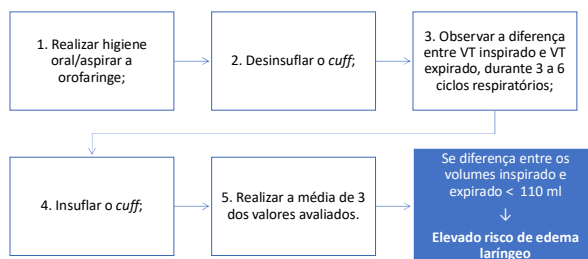 1. Realizar higiene
oral/aspirar a
orofaringe;
2. Desinsuflar o cuff;
3. Observar a diferença
entre VT inspirado e VT
expirado, durante 3 a 6
ciclos respiratórios;
4. Insuflar o cuff;
5. Realizar a média de 3
dos valores avaliados.
Se diferença entre os
volumes inspirado e
expirado < 110 ml
↓
Elevado risco de edema
laríngeo